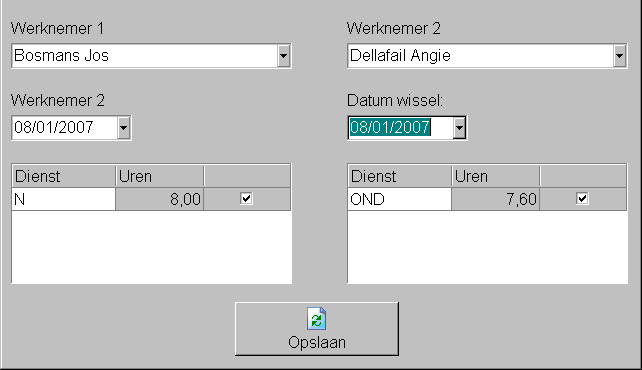 Werknemer 1
Werknemer 2
Bosmans Jos
Dellafail Angie
Werknemer 2
Datum wissel:
08/01/2007
08/01/2007
Dienst Uren
Dienst Uren
N 8,00
OND 7,60
Opslaan